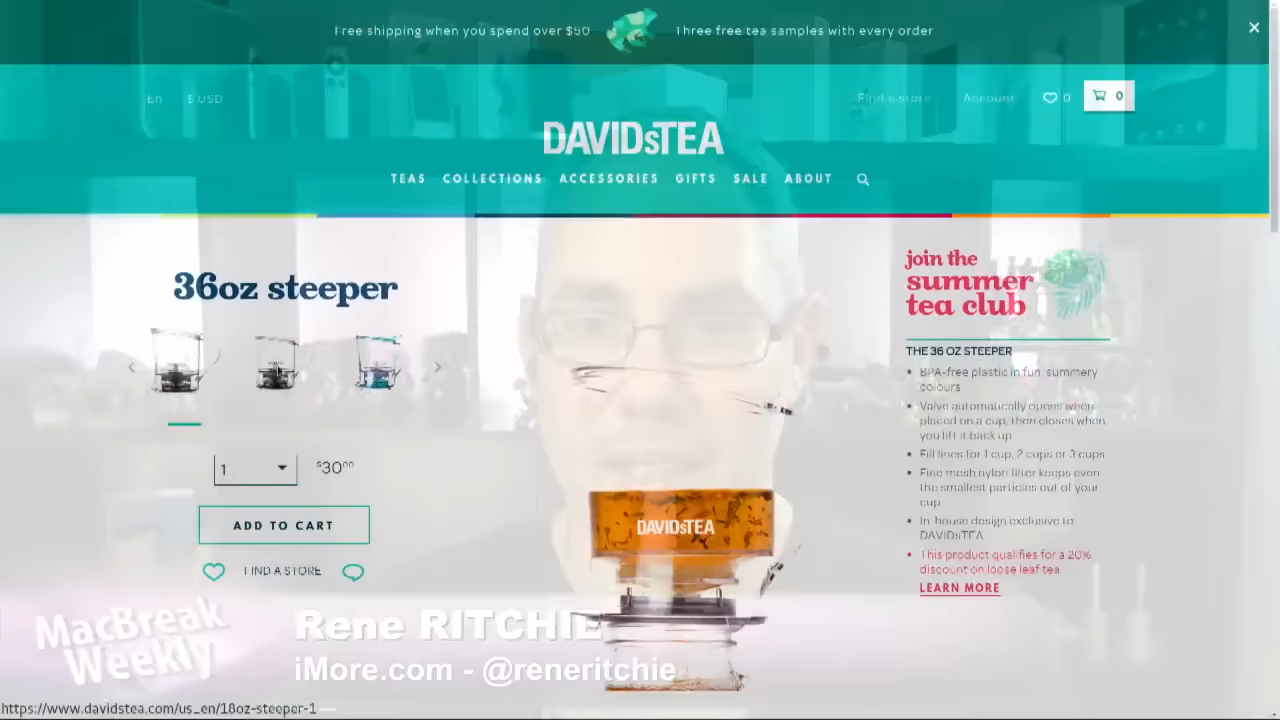 Free shipping when you spend over $50
Three free tea samples with every order
En $ USD
Find a store Account 0 0
DAVIDsTEA
TEAS COLLECTIONS ACCESSORIES GIFTS SALE ABOUT
36oz steeper
1
$30.00
ADD TO CART
FIND A STORE
DAVIDsTEA
join the
summer
tea club
THE 36 OZ STEEPER
BPA-free plastic in fun summery
colours
Valve automatically opens when
placed on a cup, then closes when
you lift it back up
Fill lines for 1 cup, 2 cups or 3 cups
Fine mesh nylon filter keeps even
the smallest particles out of your
cup
In-house design exclusive to
DAVIDsTEA
This product qualifies for a 20%
discount on loose leaf tea
LEARN MORE
MacBreak
Weekly
Rene RITCHIE
iMore.com - @reneritchie
https://www.davidstea.com/us_en/18oz-steeper-1